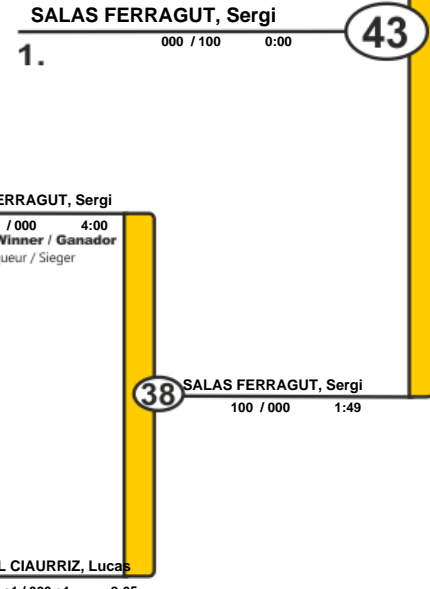 SALAS FERRAGUT, Sergi
43
000 / 100 0:00
1.
ERRAGUT, Sergi
/ 000 4:00
Winner / Ganador
ueur / Sieger
38
SALAS FERRAGUT, Sergi
100 / 000 1:49
L CIAURRIZ, Lucas